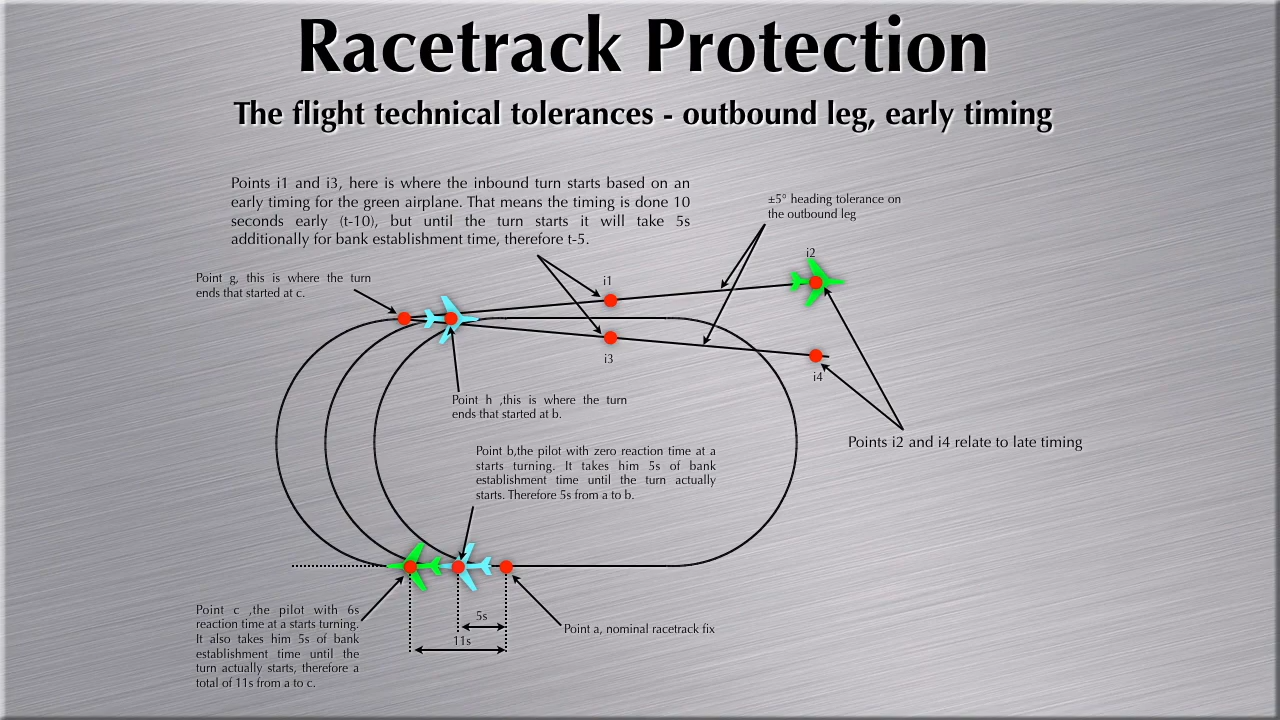 Racetrack Protection
The flight technical tolerances - outbound leg, early timing
Points i1 and i3, here is where the inbound turn starts based on an
early timing for the green airplane. That means the timing is done 10
seconds early (t-10), but until the turn starts it will take 5s
additionally for bank establishment time, therefore t-5.
±5° heading tolerance on
the outbound leg
i2
Point g, this is where the turn
ends that started at c.
i1
i3
i4
Point h ,this is where the turn
ends that started at b.
Points i2 and i4 relate to late timing
Point b,the pilot with zero reaction time at a
starts turning. It takes him 5s of bank
establishment time until the turn actually
starts. Therefore 5s from a to b.
Point c ,the pilot with 6s
reaction time at a starts turning.
It also takes him 5s of bank
establishment time until the
turn actually starts, therefore a
total of 11s from a to c.
5s
11s
Point a, nominal racetrack fix